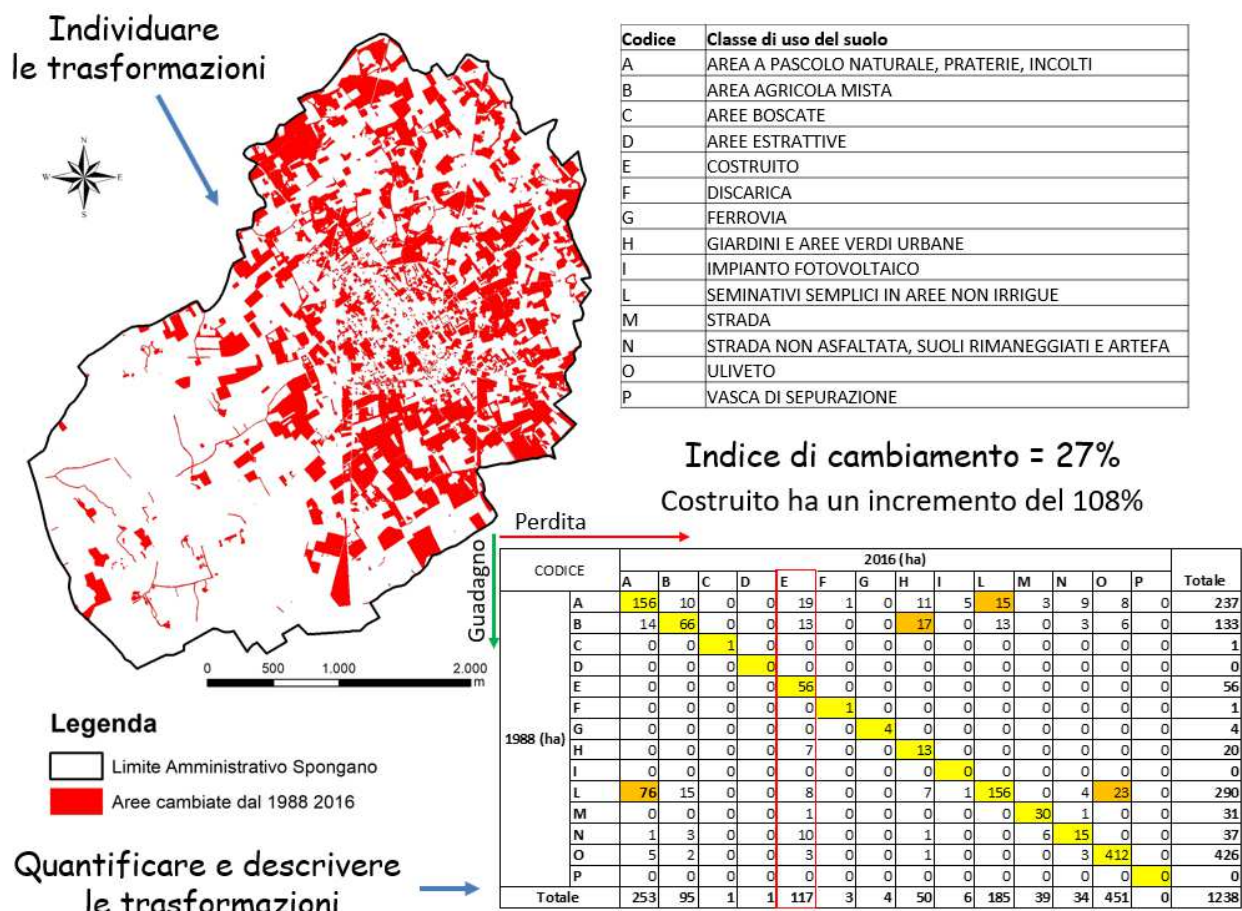 Individuare
le trasformazioni
N
W
E
S
Codice Classe di uso del suolo
A AREA A PASCOLO NATURALE, PRATERIE, INCOLTI
B AREA AGRICOLA MISTA
C AREE BOSCATE
D AREE ESTRATTIVE
E COSTRUITO
F DISCARICA
G FERROVIA
H GIARDINI E AREE VERDI URBANE
I IMPIANTO FOTOVOLTAICO
L SEMINATIVI SEMPLICI IN AREE NON IRRIGUE
M STRADA
N STRADA NON ASFALTATA, SUOLI RIMANEGGIATI E ARTEFA
O ULIVETO
P VASCA DI SEPURAZIONE
Indice di cambiamento = 27%
Costruito ha un incremento del 108%
Perdita
Guadagno
0 500 1.000 2.000
m
Legenda
Limite Amministrativo Spongano
Aree cambiate dal 1988 2016
Quantificare e descrivere
le trasformazioni
CODICE 2016 (ha)
A B C D E F G H I L M N O P Totale
1988 (ha)
A 156 10 0 0 19 1 0 11 5 15 3 9 8 0 237
B 14 66 0 0 13 0 0 17 0 13 0 3 6 0 133
C 0 0 1 0 0 0 0 0 0 0 0 0 0 0 1
D 0 0 0 0 0 0 0 0 0 0 0 0 0 0 0
E 0 0 0 0 56 0 0 0 0 0 0 0 0 0 56
F 0 0 0 0 0 1 0 0 0 0 0 0 0 0 1
G 0 0 0 0 0 0 4 0 0 0 0 0 0 0 4
H 0 0 0 0 7 0 0 13 0 0 0 0 0 0 20
I 0 0 0 0 0 0 0 0 0 0 0 0 0 0 0
L 76 15 0 0 8 0 0 7 1 156 0 4 23 0 290
M 0 0 0 0 1 0 0 0 0 0 30 1 0 0 31
N 1 3 0 0 10 0 0 1 0 0 6 15 0 0 37
O 5 2 0 0 3 0 0 1 0 0 0 3 412 0 426
P 0 0 0 0 0 0 0 0 0 0 0 0 0 0 0
Totale 253 95 1 1 117 3 4 50 6 185 39 34 451 0 1238